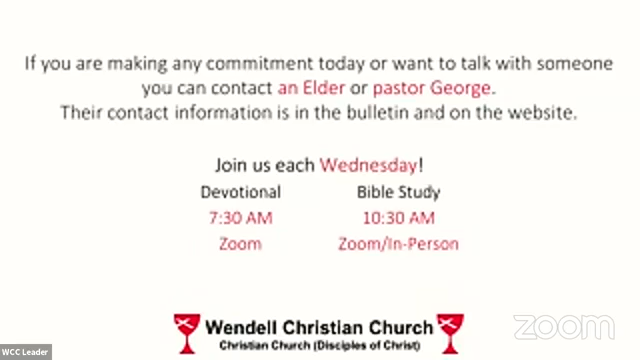 If you are making any commitment today or want to talk with someone
you can contact an Elder or pastor George.
Their contact information is in the bulletin and on the website.
Join us each Wednesday!
Devotional Bible Study
7:30 AM 10:30 AM
Zoom Zoom/In-Person
Wendell Christian Church
Christian Church (Disciples of Christ)
zoom
WCC Leader